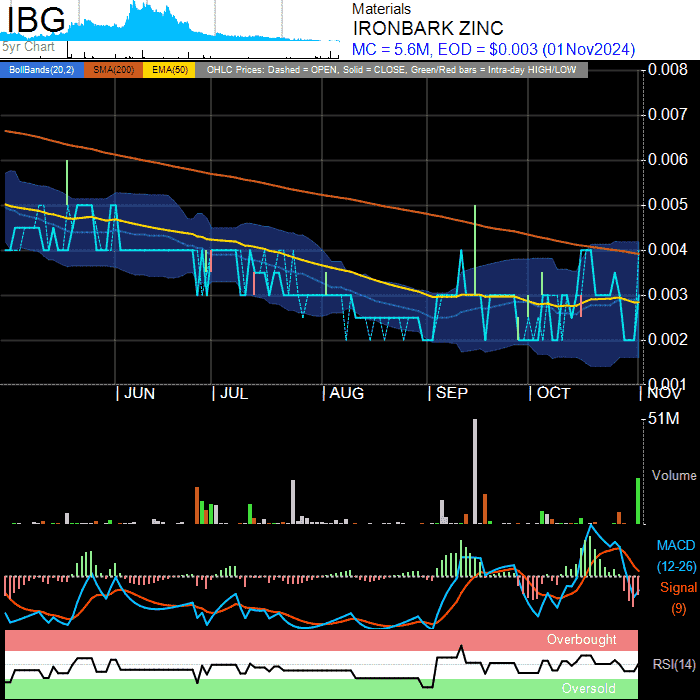 IBG
5yr Chart
Materials
IRONBARK ZINC
MC = 5.6M, EOD = $0.003 (01Nov2024)
BollBands(20,2) SMA(200) EMA(50) OHLC Prices: Dashed = OPEN, Solid = CLOSE, Green/Red bars = Intra-day HIGH/LOW
0.008
0.007
0.006
0.005
0.004
0.003
0.002
0.001
JUN JUL AUG SEP OCT NOV
51M
Volume
MACD
(12-26)
Signal
(9)
Overbought
RSI(14)
Oversold